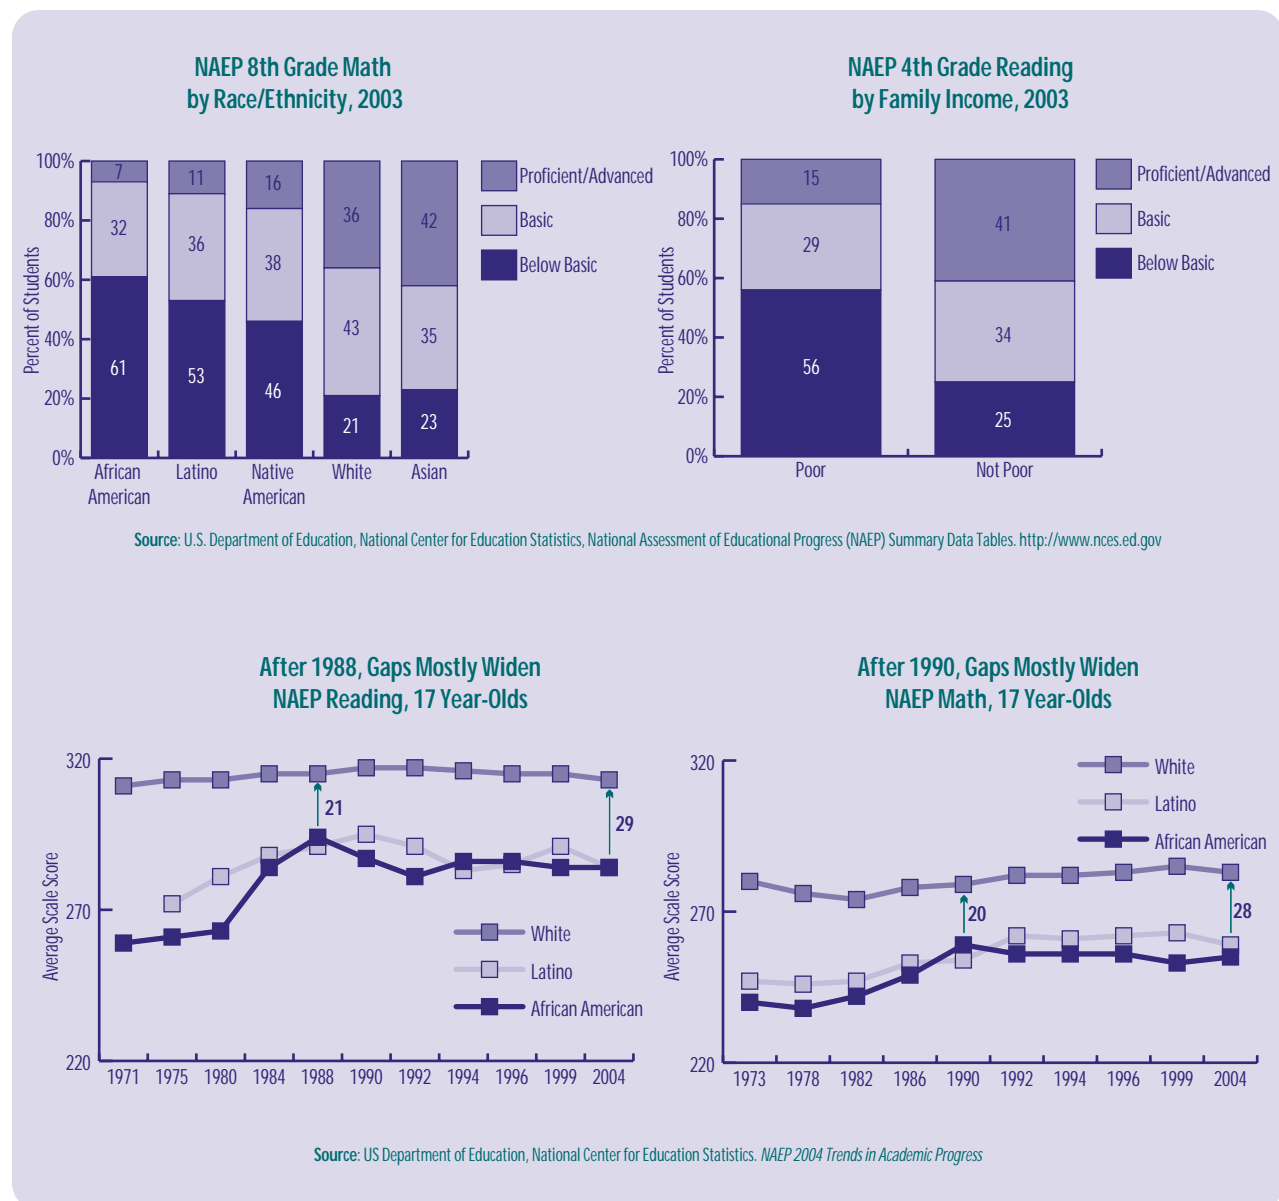 NAEP 8th Grade Math
by Race/Ethnicity, 2003
100%
80%
60%
40%
20%
0%
Percent of Students
7
32
61
11
36
53
16
38
46
36
43
21
42
35
23
African
American
Latino
Native
American
White
Asian
Proficient/Advanced
Basic
Below Basic
NAEP 4th Grade Reading
by Family Income, 2003
100%
80%
60%
40%
20%
0%
Percent of Students
15
29
56
41
34
25
Poor
Not Poor
Proficient/Advanced
Basic
Below Basic
Source: U.S. Department of Education, National Center for Education Statistics, National Assessment of Educational Progress (NAEP) Summary Data Tables. http://www.nces.ed.gov
After 1988, Gaps Mostly Widen
NAEP Reading, 17 Year-Olds
320
270
220
Average Scale Score
21
29
White
Latino
African American
1971 1975 1980 1984 1988 1990 1992 1994 1996 1999 2004
After 1990, Gaps Mostly Widen
NAEP Math, 17 Year-Olds
320
270
220
Average Scale Score
White
Latino
African American
20
28
1973 1978 1982 1986 1990 1992 1994 1996 1999 2004
Source: US Department of Education, National Center for Education Statistics. NAEP 2004 Trends in Academic Progress